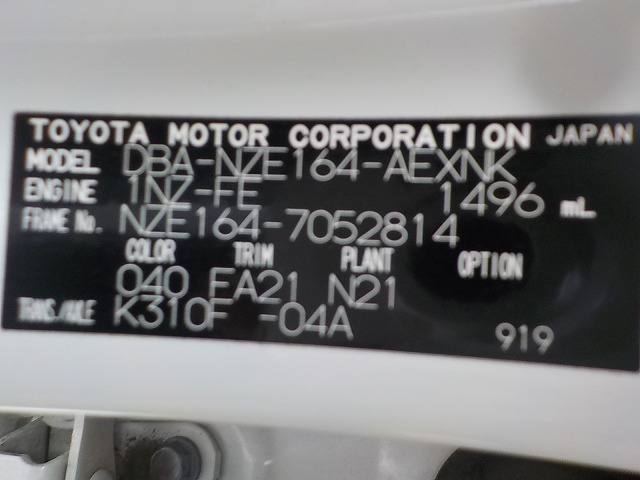 TOYOTA MOTOR CORPORATION JAPAN
MODEL DBA-NZE164-AEXNK
ENGINE 1NZ-FE 1496 mL
FRAME No. NZE164-7052814
COLOR TRIM PLANT OPTION
040 FA21 N21
TRANS./AXLE K310F -04A 919